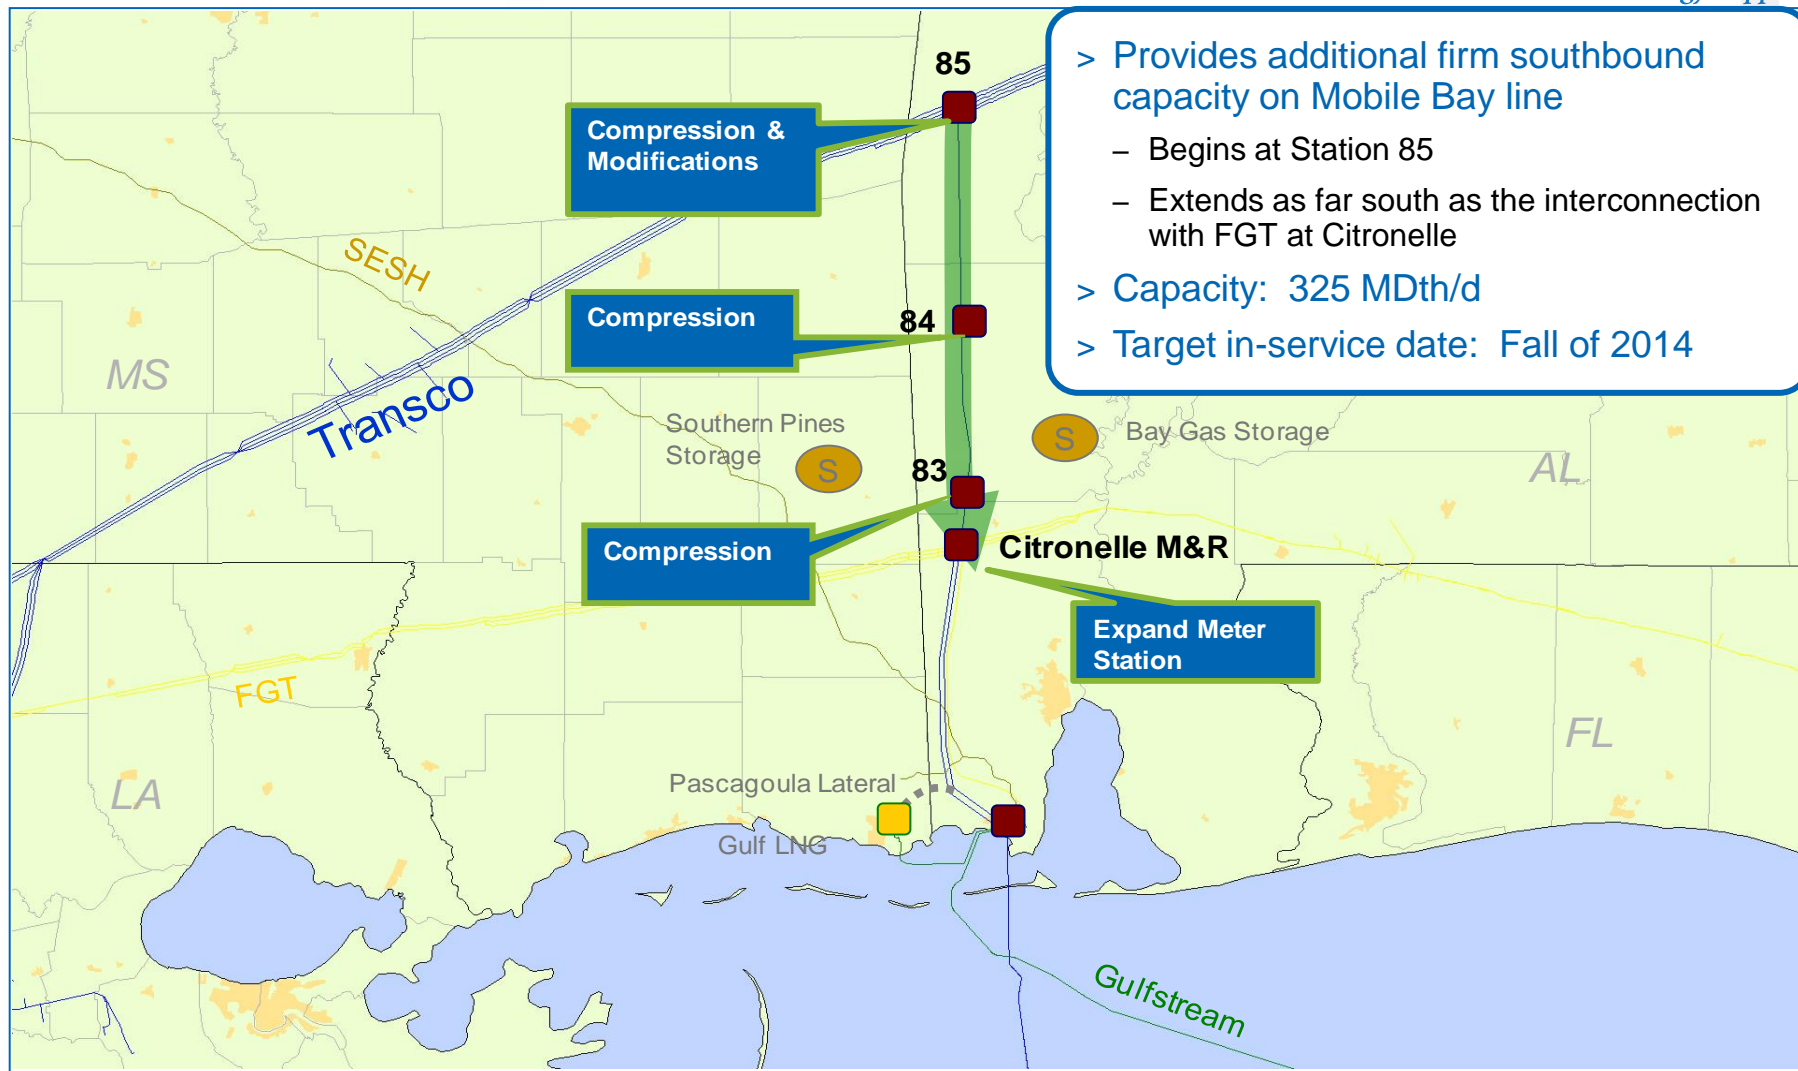 85
> Provides additional firm southbound
capacity on Mobile Bay line
– Begins at Station 85
– Extends as far south as the interconnection
with FGT at Citronelle
> Capacity: 325 MDth/d
> Target in-service date: Fall of 2014
Compression &
Modifications
SESH
Compression
84
MS
Transco
Southern Pines
Storage
S
S
Bay Gas Storage
83
AL
Compression
Citronelle M&R
Expand Meter
Station
FGT
FL
LA
Pascagoula Lateral
Gulf LNG
Gulfstream